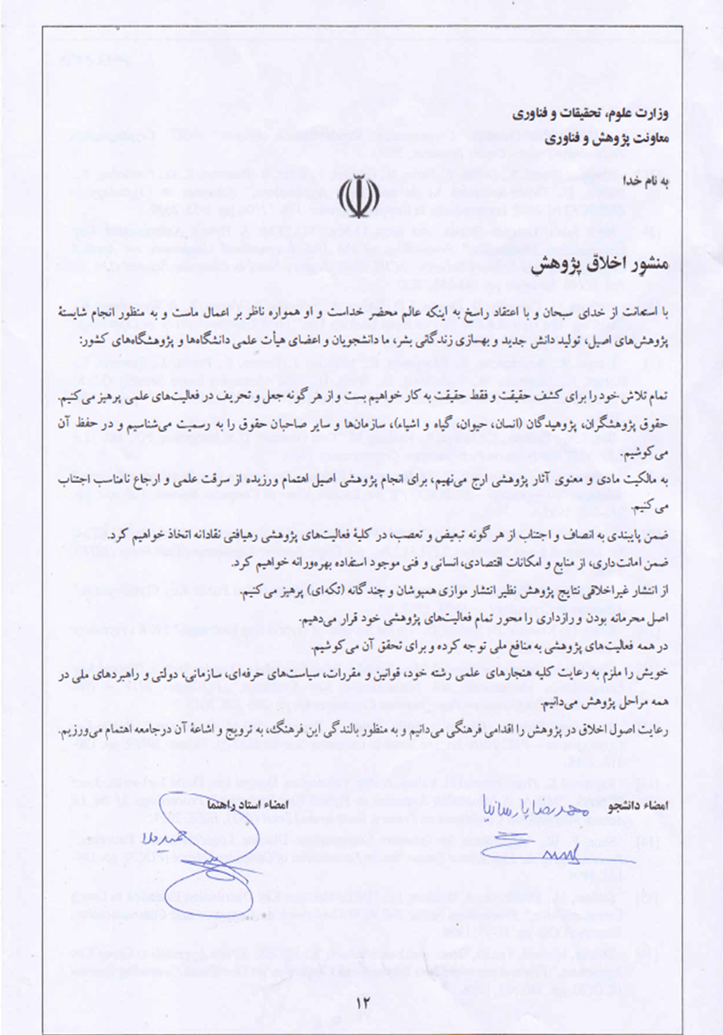 وزارت علوم، تحقیقات و فناوری
معاونت پژوهش و فناوری
به نام خدا
منشور اخلاق پژوهش
با استعانت از خدای سبحان و با اعتقاد راسخ به اینکه عالم محضر خداست و او همواره ناظر بر اعمال ماست و به منظور انجام شایستهٔ
پژوهش‌های اصیل، تولید دانش جدید و بهسازی زندگانی بشر، ما دانشجویان و اعضای هیأت علمی دانشگاه‌ها و پژوهشگاه‌های کشور:
تمام تلاش خود را برای کشف حقیقت و فقط حقیقت به کار خواهیم بست و از هر گونه جعل و تحریف در فعالیت‌های علمی پرهیز می‌کنیم.
حقوق پژوهشگران، پژوهیدگان (انسان، حیوان، گیاه و اشیاء)، سازمان‌ها و سایر صاحبان حقوق را به رسمیت می‌شناسیم و در حفظ آن
می‌کوشیم.
به مالکیت مادی و معنوی آثار پژوهشی ارج می‌نهیم، برای انجام پژوهشی اصیل اهتمام ورزیده از سرقت علمی و ارجاع نامناسب اجتناب
می‌کنیم.
ضمن پایبندی به انصاف و اجتناب از هر گونه تبعیض و تعصب، در کلیهٔ فعالیت‌های پژوهشی رهیافتی نقادانه اتخاذ خواهیم کرد.
ضمن امانت‌داری، از منابع و امکانات اقتصادی، انسانی و فنی موجود استفاده بهره‌ورانه خواهیم کرد.
از انتشار غیراخلاقی نتایج پژوهش نظیر انتشار موازی همپوشان و چندگانه (تکه‌ای) پرهیز می‌کنیم.
اصل محرمانه بودن و رازداری را محور تمام فعالیت‌های پژوهشی خود قرار می‌دهیم.
در همه فعالیت‌های پژوهشی به منافع ملی توجه کرده و برای تحقق آن می‌کوشیم.
خویش را ملزم به رعایت کلیه هنجارهای علمی رشته خود، قوانین و مقررات، سیاست‌های حرفه‌ای، سازمانی، دولتی و راهبردهای ملی در
همه مراحل پژوهش می‌دانیم.
رعایت اصول اخلاق در پژوهش را اقدامی فرهنگی می‌دانیم و به منظور بالندگی این فرهنگ، به ترویج و اشاعهٔ آن درجامعه اهتمام می‌ورزیم.
امضاء دانشجو
امضاء استاد راهنما
محمدرضا پارسانیا
۱۲